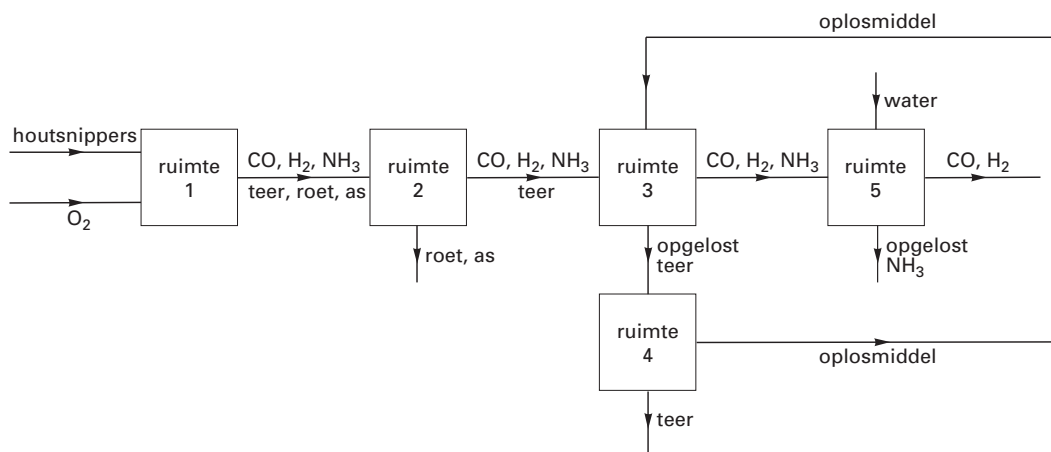 oplosmiddel
water
houtsnippers
O₂
ruimte
1
CO, H₂, NH₃
teer, roet, as
ruimte
2
roet, as
CO, H₂, NH₃
teer
ruimte
3
CO, H₂, NH₃
ruimte
5
CO, H₂
opgelost
teer
opgelost
NH₃
ruimte
4
oplosmiddel
teer